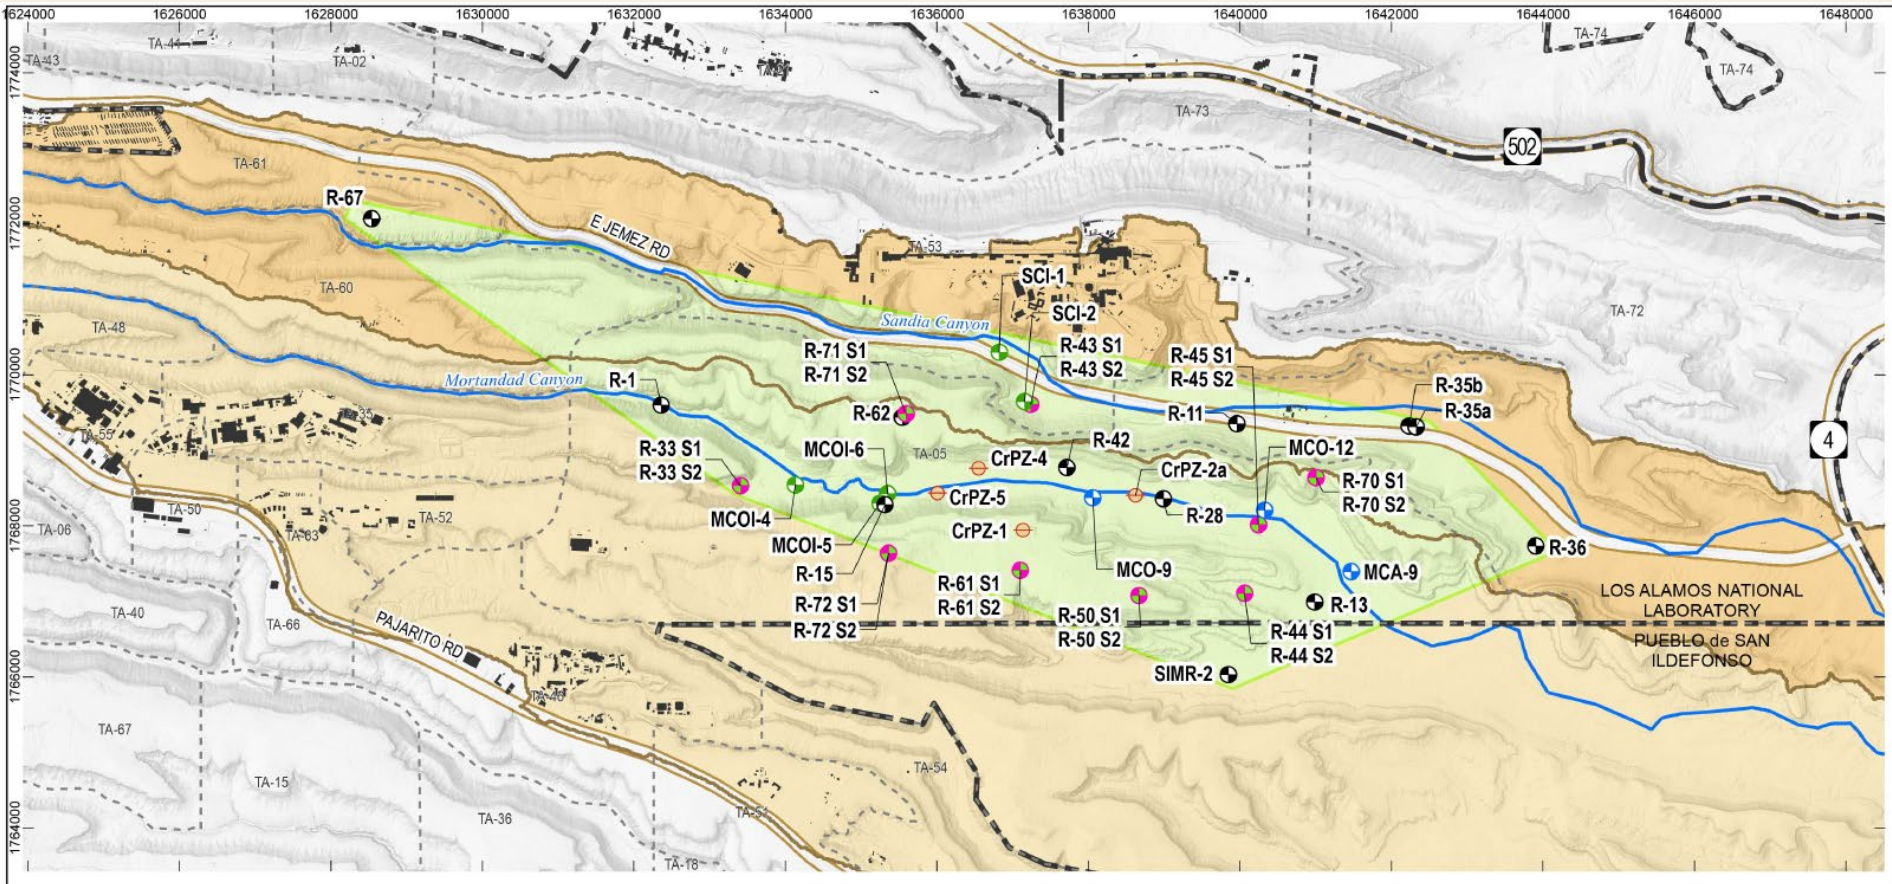 1624000 1626000 1628000 1630000 1632000 1634000 1636000 1638000 1640000 1642000 1644000 1646000 1648000
1774000
1772000
1770000
1768000
1766000
1764000
TA-41
TA-43
TA-02
TA-74
TA-74
TA-73
502
TA-61
R-67
E JEMEZ RD
TA-53
TA-60
TA-72
SCI-1
SCI-2
Sandia Canyon
TA-48
R-71 S1
R-71 S2
R-43 S1
R-43 S2
R-45 S1
R-45 S2
Mortandad Canyon
R-1
R-35b
R-35a
R-62
R-11
TA-35
TA-55
4
R-33 S1
R-33 S2
MCOI-6
TA-05
CrPZ-4
R-42
CrPZ-2a
MCO-12
R-70 S1
R-70 S2
CrPZ-5
TA-50
TA-52
MCOI-4
R-28
TA-06
TA-63
CrPZ-1
MCOI-5
R-36
R-15
MCO-9
MCA-9
R-61 S1
R-61 S2
R-72 S1
R-72 S2
R-50 S1
R-50 S2
R-13
LOS ALAMOS NATIONAL
LABORATORY
PUEBLO de SAN
ILDEFONSO
TA-40
TA-66
PAJARITO RD
R-44 S1
R-44 S2
SIMR-2
TA-46
TA-67
TA-15
TA-54
TA-36
TA-51
TA-18